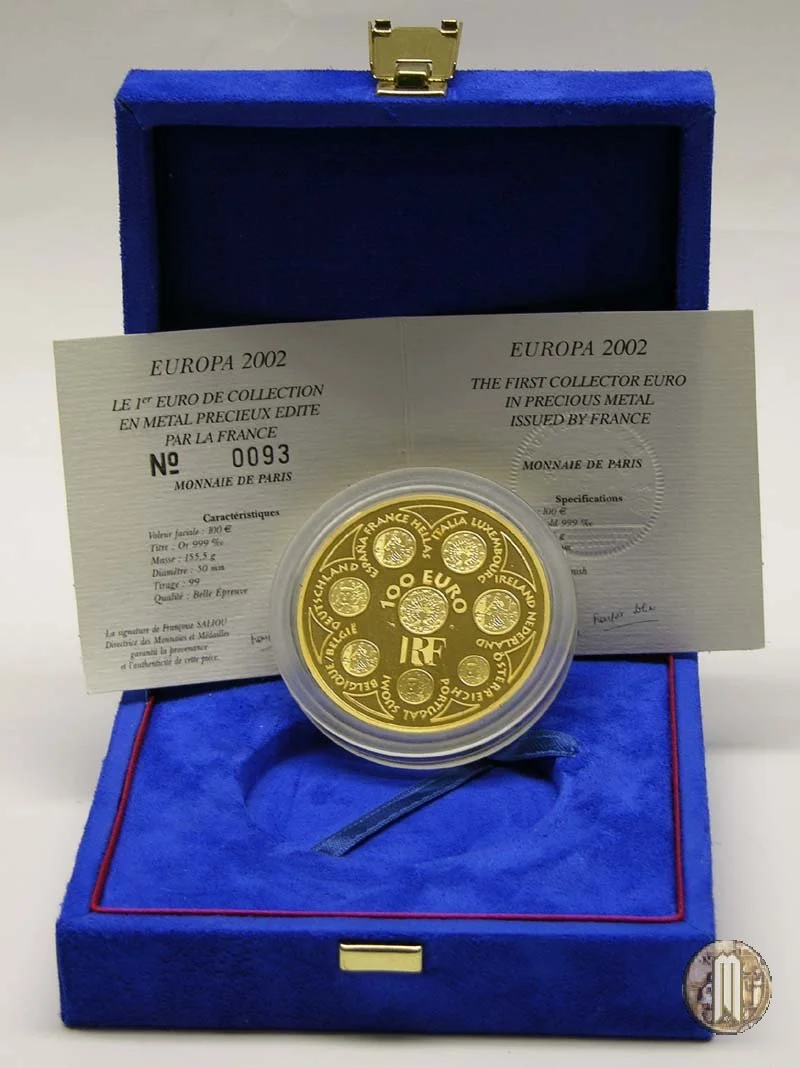 EUROPA 2002
LE 1er EURO DE COLLECTION
EN METAL PRECIEUX EDITE
PAR LA FRANCE
Nº 0093
MONNAIE DE PARIS
Caractéristiques
Valeur faciale : 100 €
Titre : Or 999 ‰
Masse : 155,5 g
Diamètre : 50 mm
Tirage : 99
Qualité : Belle Epreuve
La signature de Françoise SALIOU
Directrice des Monnaies et Médailles
garantit la provenance
et l'authenticité de cette pièce.
EUROPA 2002
THE FIRST COLLECTOR EURO
IN PRECIOUS METAL
ISSUED BY FRANCE
MONNAIE DE PARIS
Specifications
100 €
999 ‰
BELGIQUE/BELGIË DEUTSCHLAND ESPAÑA FRANCE HELLAS ITALIA LUXEMBOURG IRELAND NEDERLAND ÖSTERREICH PORTUGAL SUOMI
100 EURO
RF